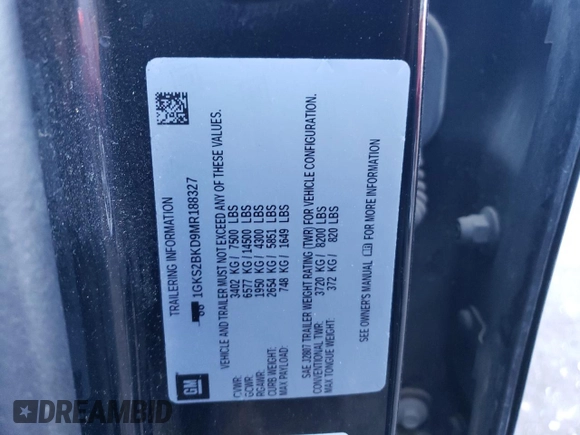 TRAILERING INFORMATION
1GKS2BKD9MR188327
VEHICLE AND TRAILER MUST NOT EXCEED ANY OF THESE VALUES.
GVWR: 3402 KG / 7500 LBS
GCWR: 6577 KG / 14500 LBS
RGAWR: 1950 KG / 4300 LBS
CURB WEIGHT: 2654 KG / 5851 LBS
MAX PAYLOAD: 748 KG / 1649 LBS
SAE J2807 TRAILER WEIGHT RATING (TWR) FOR VEHICLE CONFIGURATION.
CONVENTIONAL TWR: 3720 KG / 8200 LBS
MAX TONGUE WEIGHT: 372 KG / 820 LBS
SEE OWNER'S MANUAL FOR MORE INFORMATION
GM
DREAMBID